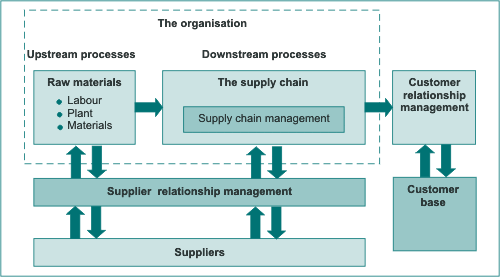 The organisation
Upstream processes
Downstream processes
Raw materials
Labour
Plant
Materials
The supply chain
Supply chain management
Customer
relationship
management
Supplier relationship management
Customer
base
Suppliers